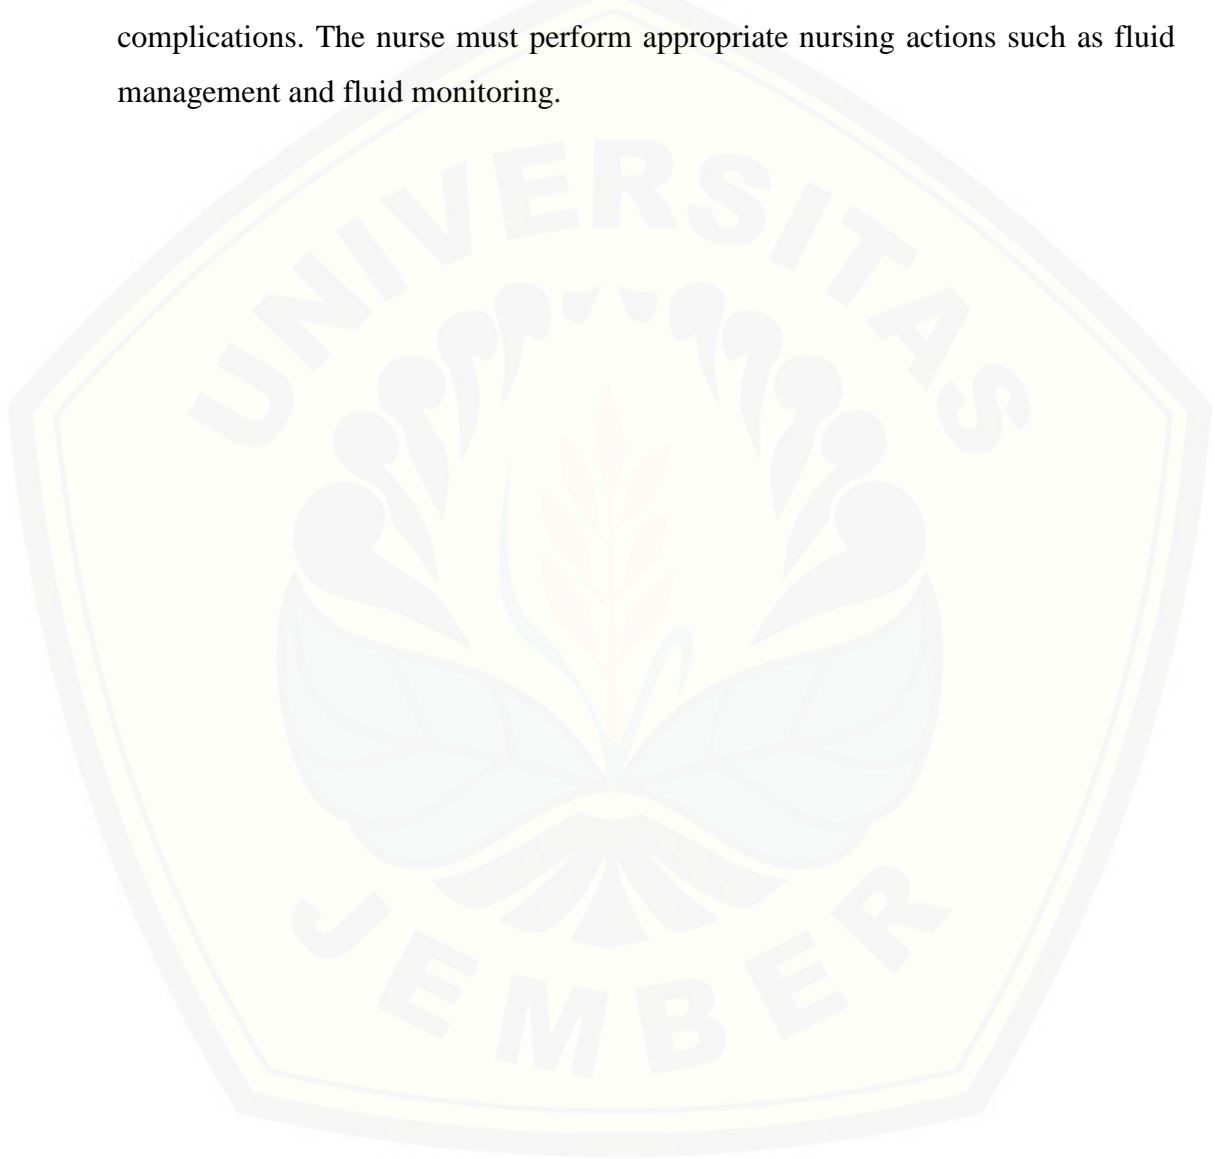 complications. The nurse must perform appropriate nursing actions such as fluid
management and fluid monitoring.
UNIVERSITAS
JEMBER